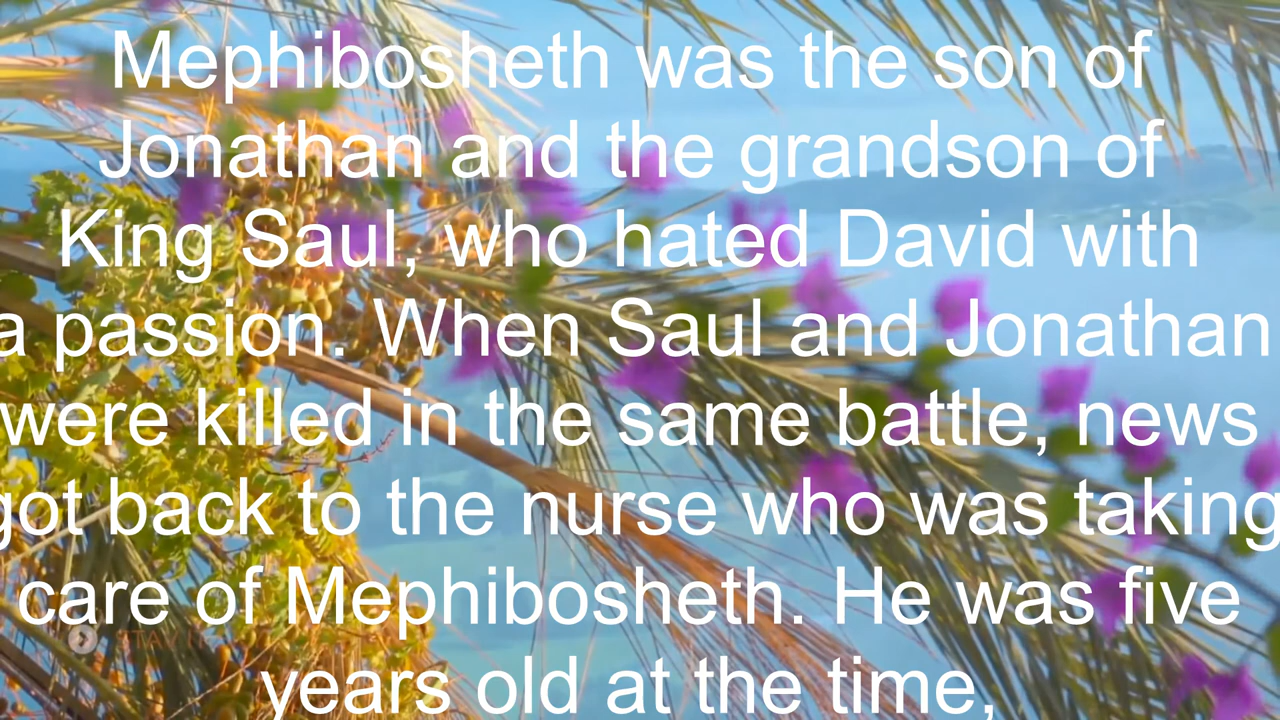 Mephibosheth was the son of
Jonathan and the grandson of
King Saul, who hated David with
a passion. When Saul and Jonathan
were killed in the same battle, news
got back to the nurse who was taking
care of Mephibosheth. He was five
years old at the time,